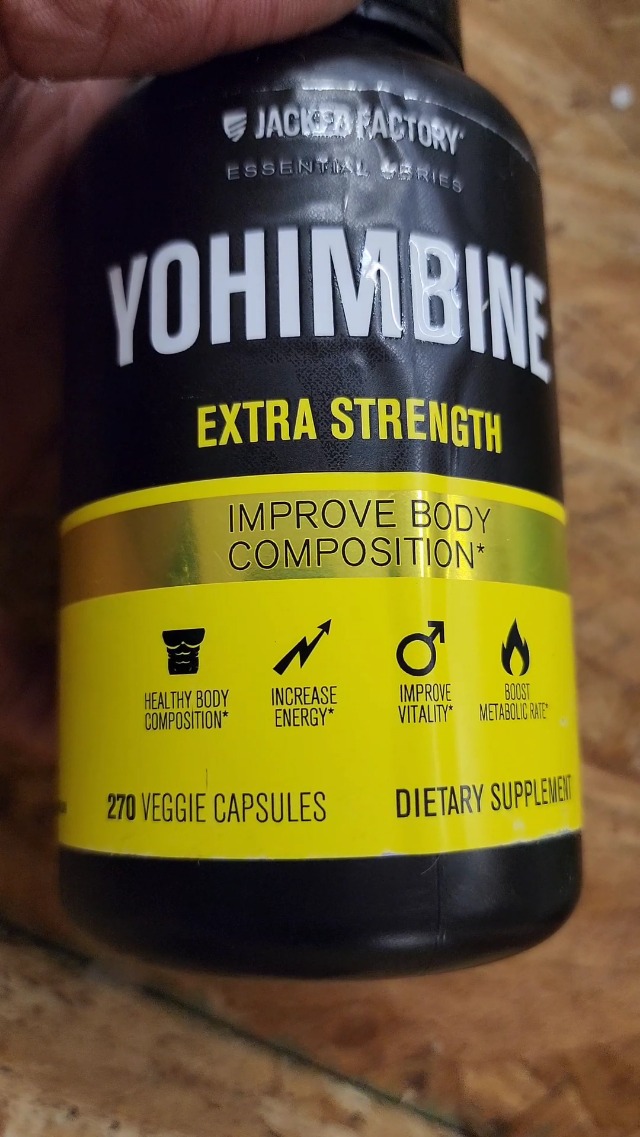 JACKED FACTORY
ESSENTIAL SERIES
YOHIMBINE
EXTRA STRENGTH
IMPROVE BODY
COMPOSITION*
HEALTHY BODY
COMPOSITION*
INCREASE
ENERGY*
IMPROVE
VITALITY*
BOOST
METABOLIC RATE*
270 VEGGIE CAPSULES
DIETARY SUPPLEMENT